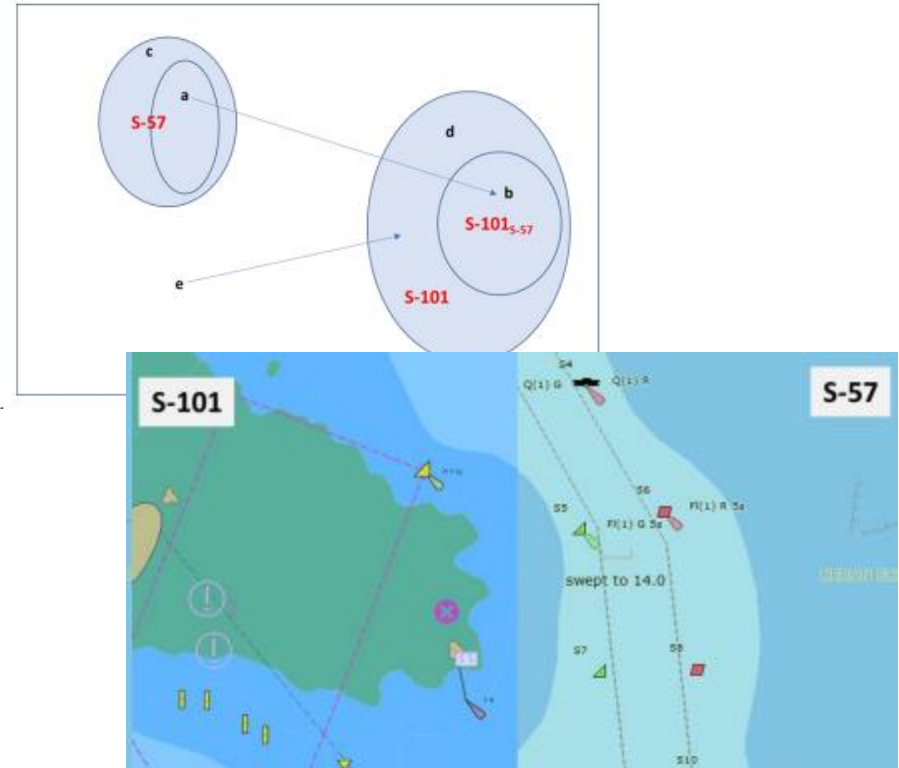 c
a
S-57
d
b
S-101S-57
e
S-101
S-101
S-57
S4
Q(1) G
Q(1) R
S6
S5
Fl(1) R 5s
Fl(1) G 5s
swept to 14.0
S7
S8
S10